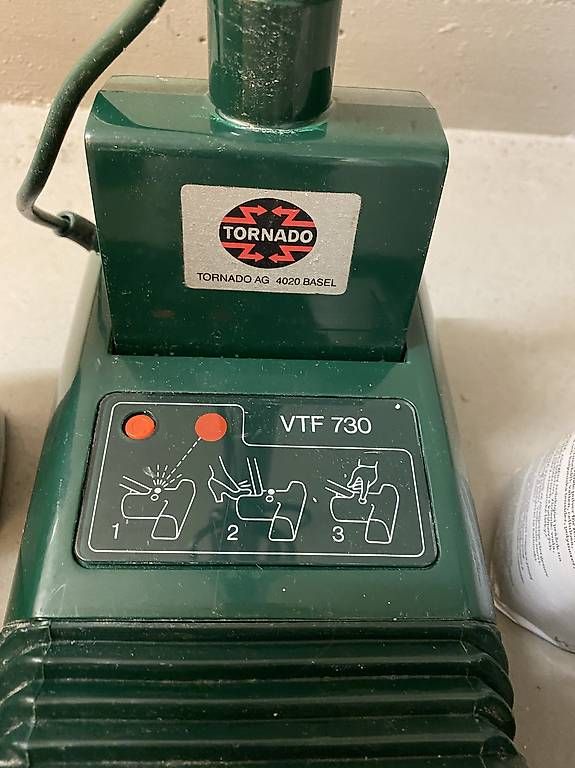 TORNADO
TORNADO AG 4020 BASEL
VTF 730
1 2 3